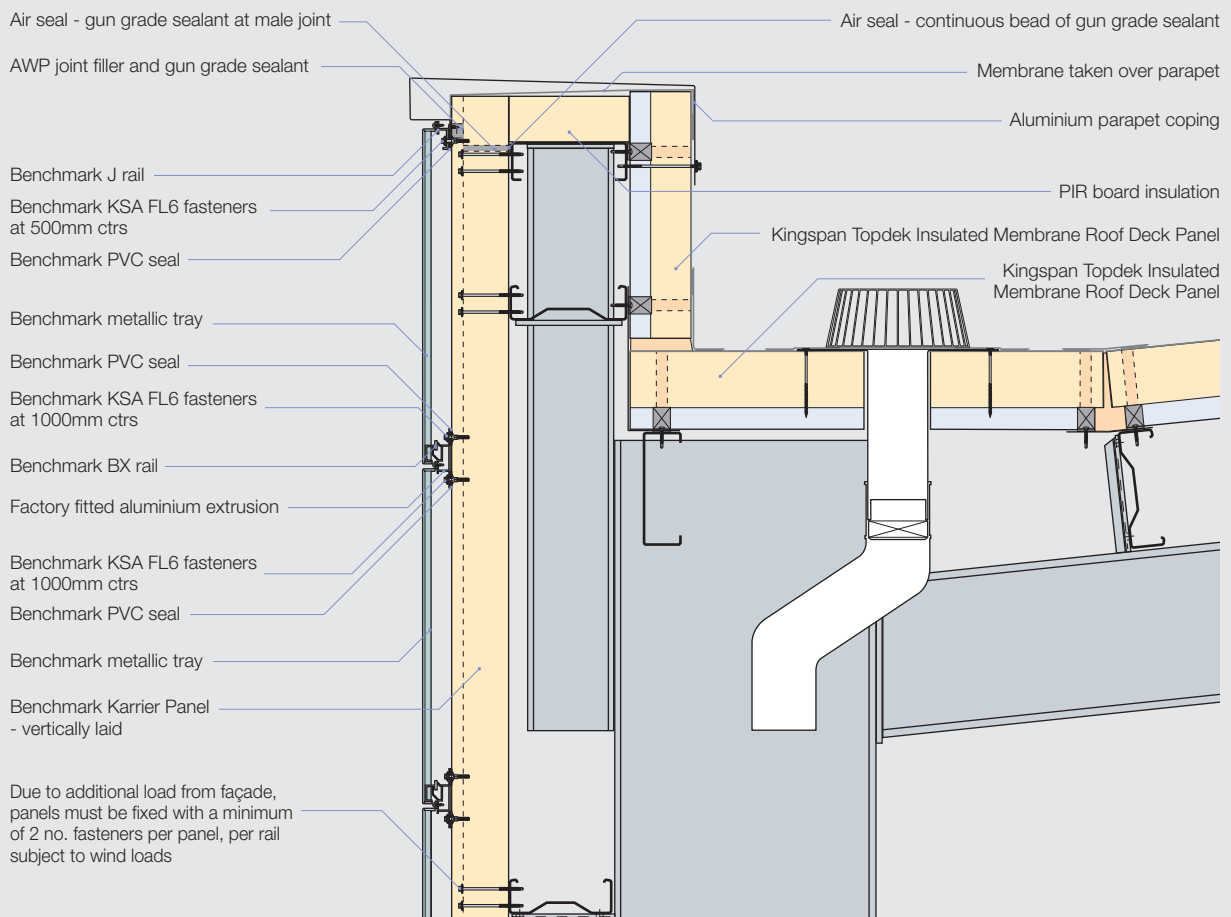 Air seal - gun grade sealant at male joint
AWP joint filler and gun grade sealant
Benchmark J rail
Benchmark KSA FL6 fasteners
at 500mm ctrs
Benchmark PVC seal
Benchmark metallic tray
Benchmark PVC seal
Benchmark KSA FL6 fasteners
at 1000mm ctrs
Benchmark BX rail
Factory fitted aluminium extrusion
Benchmark KSA FL6 fasteners
at 1000mm ctrs
Benchmark PVC seal
Benchmark metallic tray
Benchmark Karrier Panel
- vertically laid
Due to additional load from façade,
panels must be fixed with a minimum
of 2 no. fasteners per panel, per rail
subject to wind loads
Air seal - continuous bead of gun grade sealant
Membrane taken over parapet
Aluminium parapet coping
PIR board insulation
Kingspan Topdek Insulated Membrane Roof Deck Panel
Kingspan Topdek Insulated
Membrane Roof Deck Panel